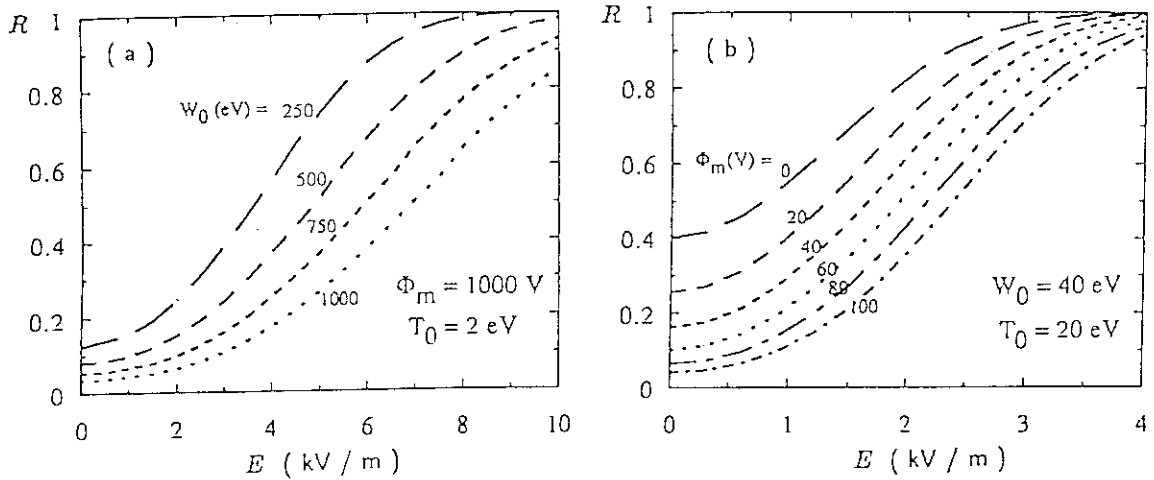 R
1
0.8
0.6
0.4
0.2
0
( a )
W0 (eV) = 250
500
750
1000
Φm = 1000 V
T0 = 2 eV
0 2 4 6 8 10
E ( kV / m )
R
1
0.8
0.6
0.4
0.2
0
( b )
Φm(V) = 0
20
40
60
80
100
W0 = 40 eV
T0 = 20 eV
0 1 2 3 4
E ( kV / m )